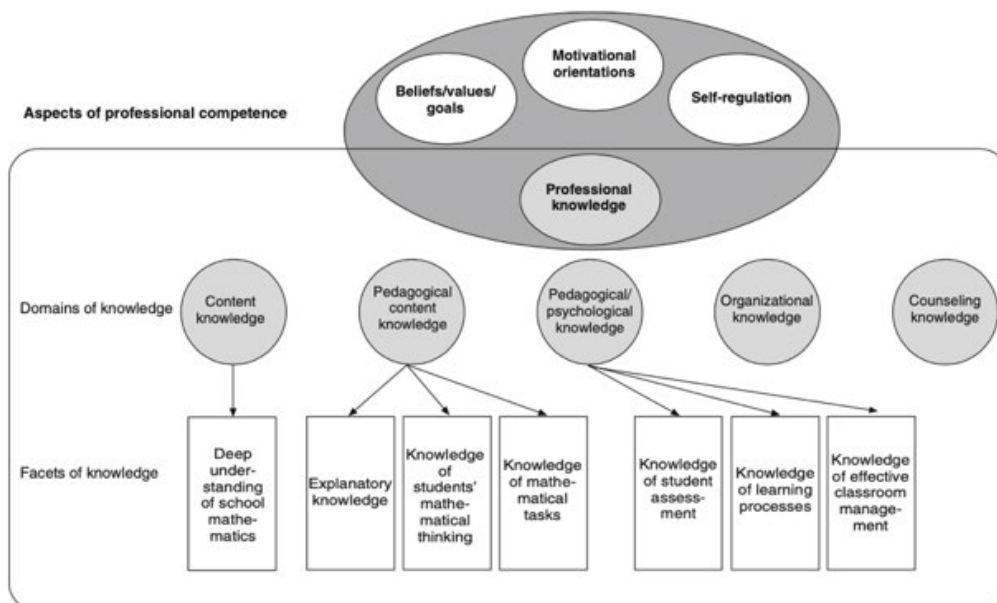 Motivational
orientations
Beliefs/values/
goals
Self-regulation
Aspects of professional competence
Professional
knowledge
Domains of knowledge
Content
knowledge
Pedagogical
content
knowledge
Pedagogical/
psychological
knowledge
Organizational
knowledge
Counseling
knowledge
Facets of knowledge
Deep
under-
standing
of school
mathe-
matics
Explanatory
knowledge
Knowledge
of
students'
mathe-
matical
thinking
Knowledge
of mathe-
matical
tasks
Knowledge
of student
assess-
ment
Knowledge
of learning
processes
Knowledge
of effective
classroom
manage-
ment